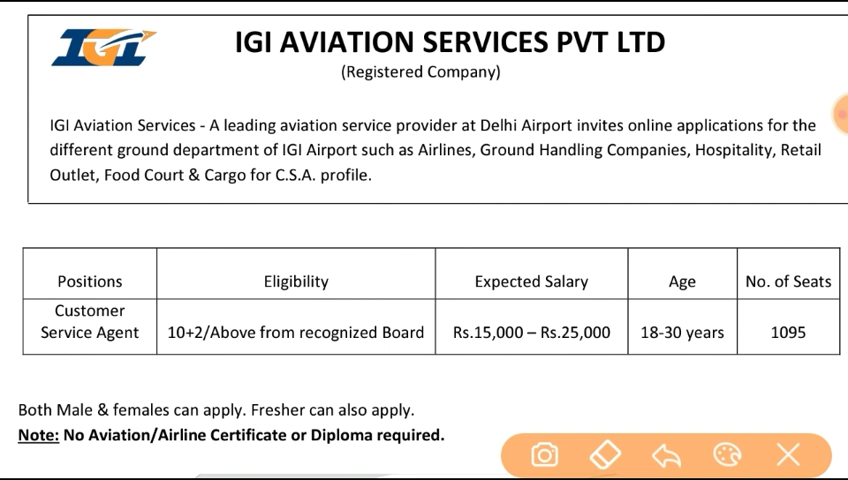 IGI
IGI AVIATION SERVICES PVT LTD
(Registered Company)
IGI Aviation Services - A leading aviation service provider at Delhi Airport invites online applications for the
different ground department of IGI Airport such as Airlines, Ground Handling Companies, Hospitality, Retail
Outlet, Food Court & Cargo for C.S.A. profile.
Positions Eligibility Expected Salary Age No. of Seats
Customer
Service Agent 10+2/Above from recognized Board Rs.15,000 – Rs.25,000 18-30 years 1095
Both Male & females can apply. Fresher can also apply.
Note: No Aviation/Airline Certificate or Diploma required.